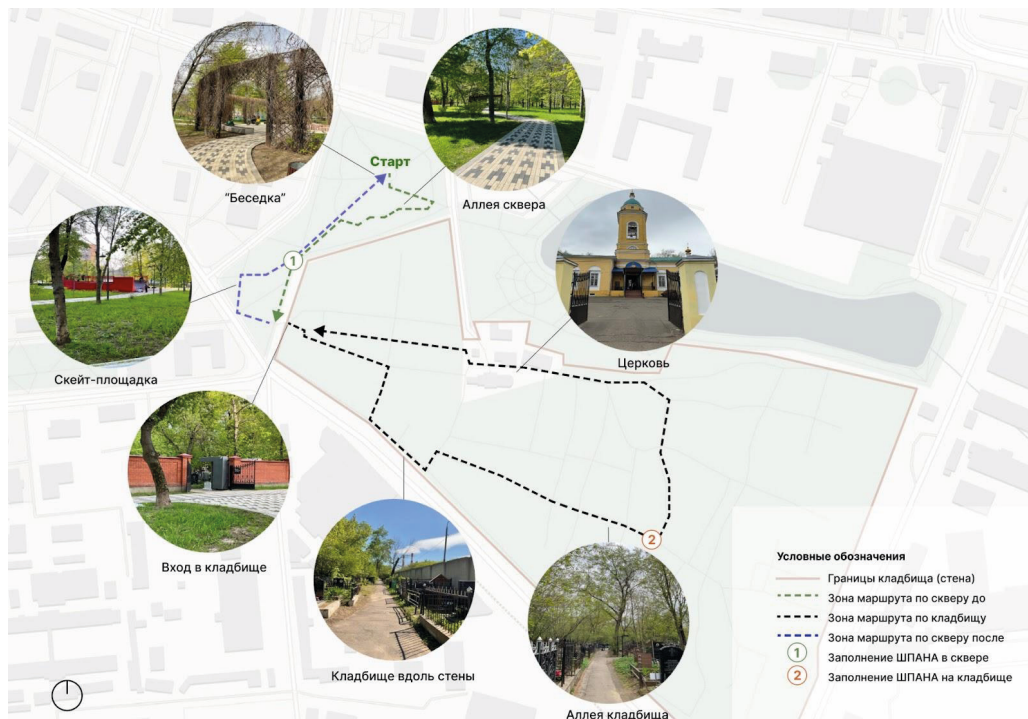 Старт
"Беседка"
Аллея сквера
1
Скейт-площадка
Церковь
Вход в кладбище
Кладбище вдоль стены
2
Аллея кладбища
Условные обозначения
Границы кладбища (стена)
Зона маршрута по скверу до
Зона маршрута по кладбищу
Зона маршрута по скверу после
1 Заполнение ШПАНА в сквере
2 Заполнение ШПАНА на кладбище